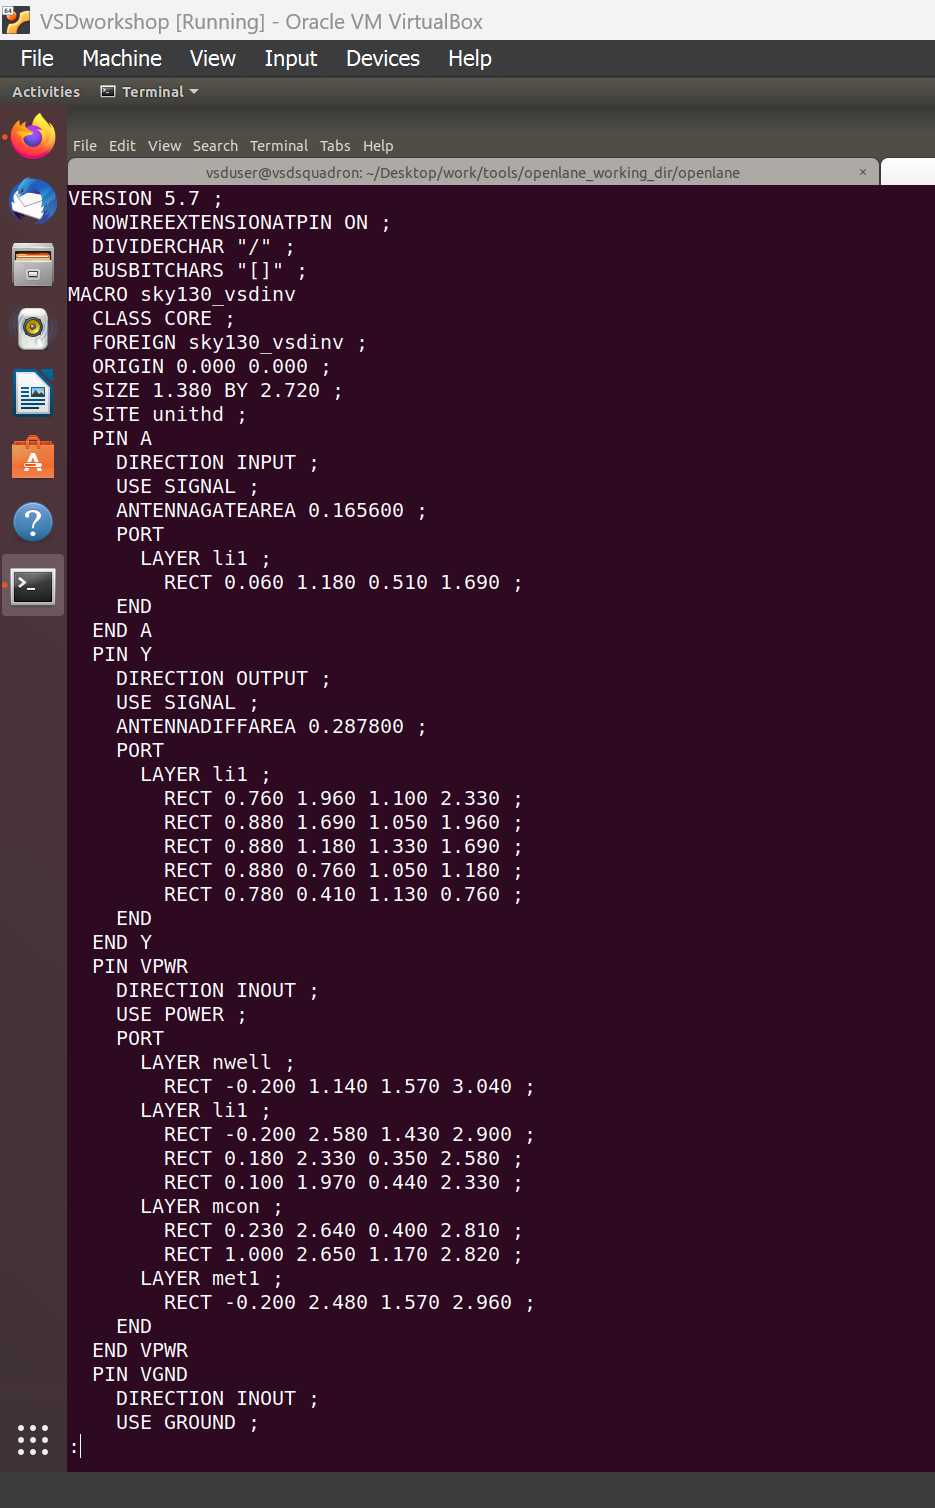 64
VSDworkshop [Running] - Oracle VM VirtualBox
File Machine View Input Devices Help
Activities Terminal
File Edit View Search Terminal Tabs Help
vsduser@vsdsquadron: ~/Desktop/work/tools/openlane_working_dir/openlane ×
VERSION 5.7 ;
  NOWIREEXTENSIONATPIN ON ;
  DIVIDERCHAR "/" ;
  BUSBITCHARS "[]" ;
MACRO sky130_vsdinv
  CLASS CORE ;
  FOREIGN sky130_vsdinv ;
  ORIGIN 0.000 0.000 ;
  SIZE 1.380 BY 2.720 ;
  SITE unithd ;
  PIN A
    DIRECTION INPUT ;
    USE SIGNAL ;
    ANTENNAGATEAREA 0.165600 ;
    PORT
      LAYER li1 ;
        RECT 0.060 1.180 0.510 1.690 ;
    END
  END A
  PIN Y
    DIRECTION OUTPUT ;
    USE SIGNAL ;
    ANTENNADIFFAREA 0.287800 ;
    PORT
      LAYER li1 ;
        RECT 0.760 1.960 1.100 2.330 ;
        RECT 0.880 1.690 1.050 1.960 ;
        RECT 0.880 1.180 1.330 1.690 ;
        RECT 0.880 0.760 1.050 1.180 ;
        RECT 0.780 0.410 1.130 0.760 ;
    END
  END Y
  PIN VPWR
    DIRECTION INOUT ;
    USE POWER ;
    PORT
      LAYER nwell ;
        RECT -0.200 1.140 1.570 3.040 ;
      LAYER li1 ;
        RECT -0.200 2.580 1.430 2.900 ;
        RECT 0.180 2.330 0.350 2.580 ;
        RECT 0.100 1.970 0.440 2.330 ;
      LAYER mcon ;
        RECT 0.230 2.640 0.400 2.810 ;
        RECT 1.000 2.650 1.170 2.820 ;
      LAYER met1 ;
        RECT -0.200 2.480 1.570 2.960 ;
    END
  END VPWR
  PIN VGND
    DIRECTION INOUT ;
    USE GROUND ;
: